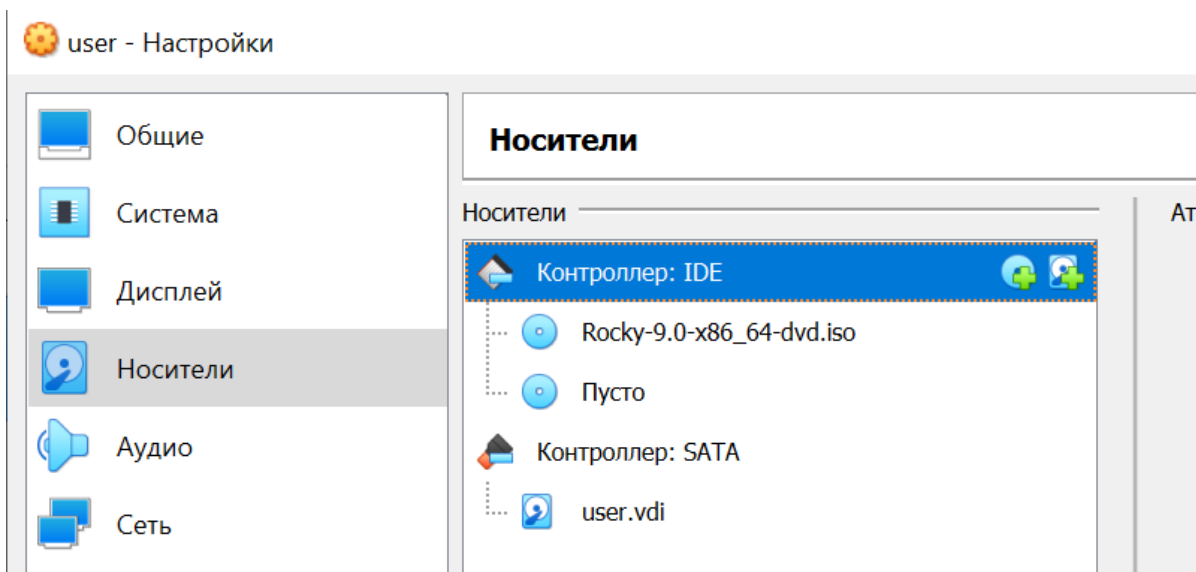 user - Настройки
Общие
Система
Дисплей
Носители
Аудио
Сеть
Носители
Носители
Контроллер: IDE
Rocky-9.0-x86_64-dvd.iso
Пусто
Контроллер: SATA
user.vdi
Ат